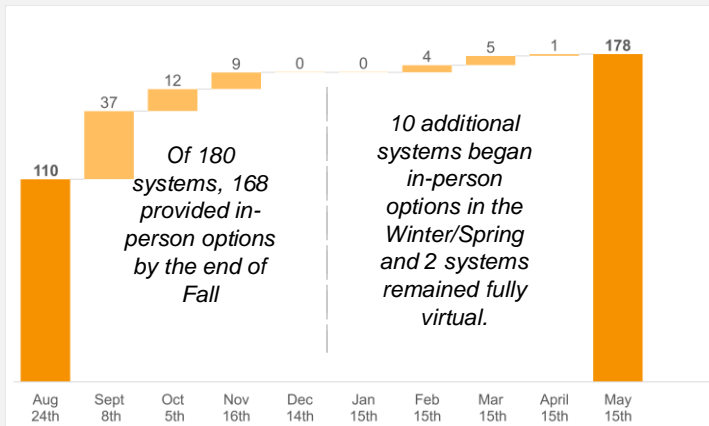 110
37
12
9
0
0
4
5
1
178
Of 180
systems, 168
provided in-
person options
by the end of
Fall
10 additional
systems began
in-person
options in the
Winter/Spring
and 2 systems
remained fully
virtual.
Aug
24th
Sept
8th
Oct
5th
Nov
16th
Dec
14th
Jan
15th
Feb
15th
Mar
15th
April
15th
May
15th